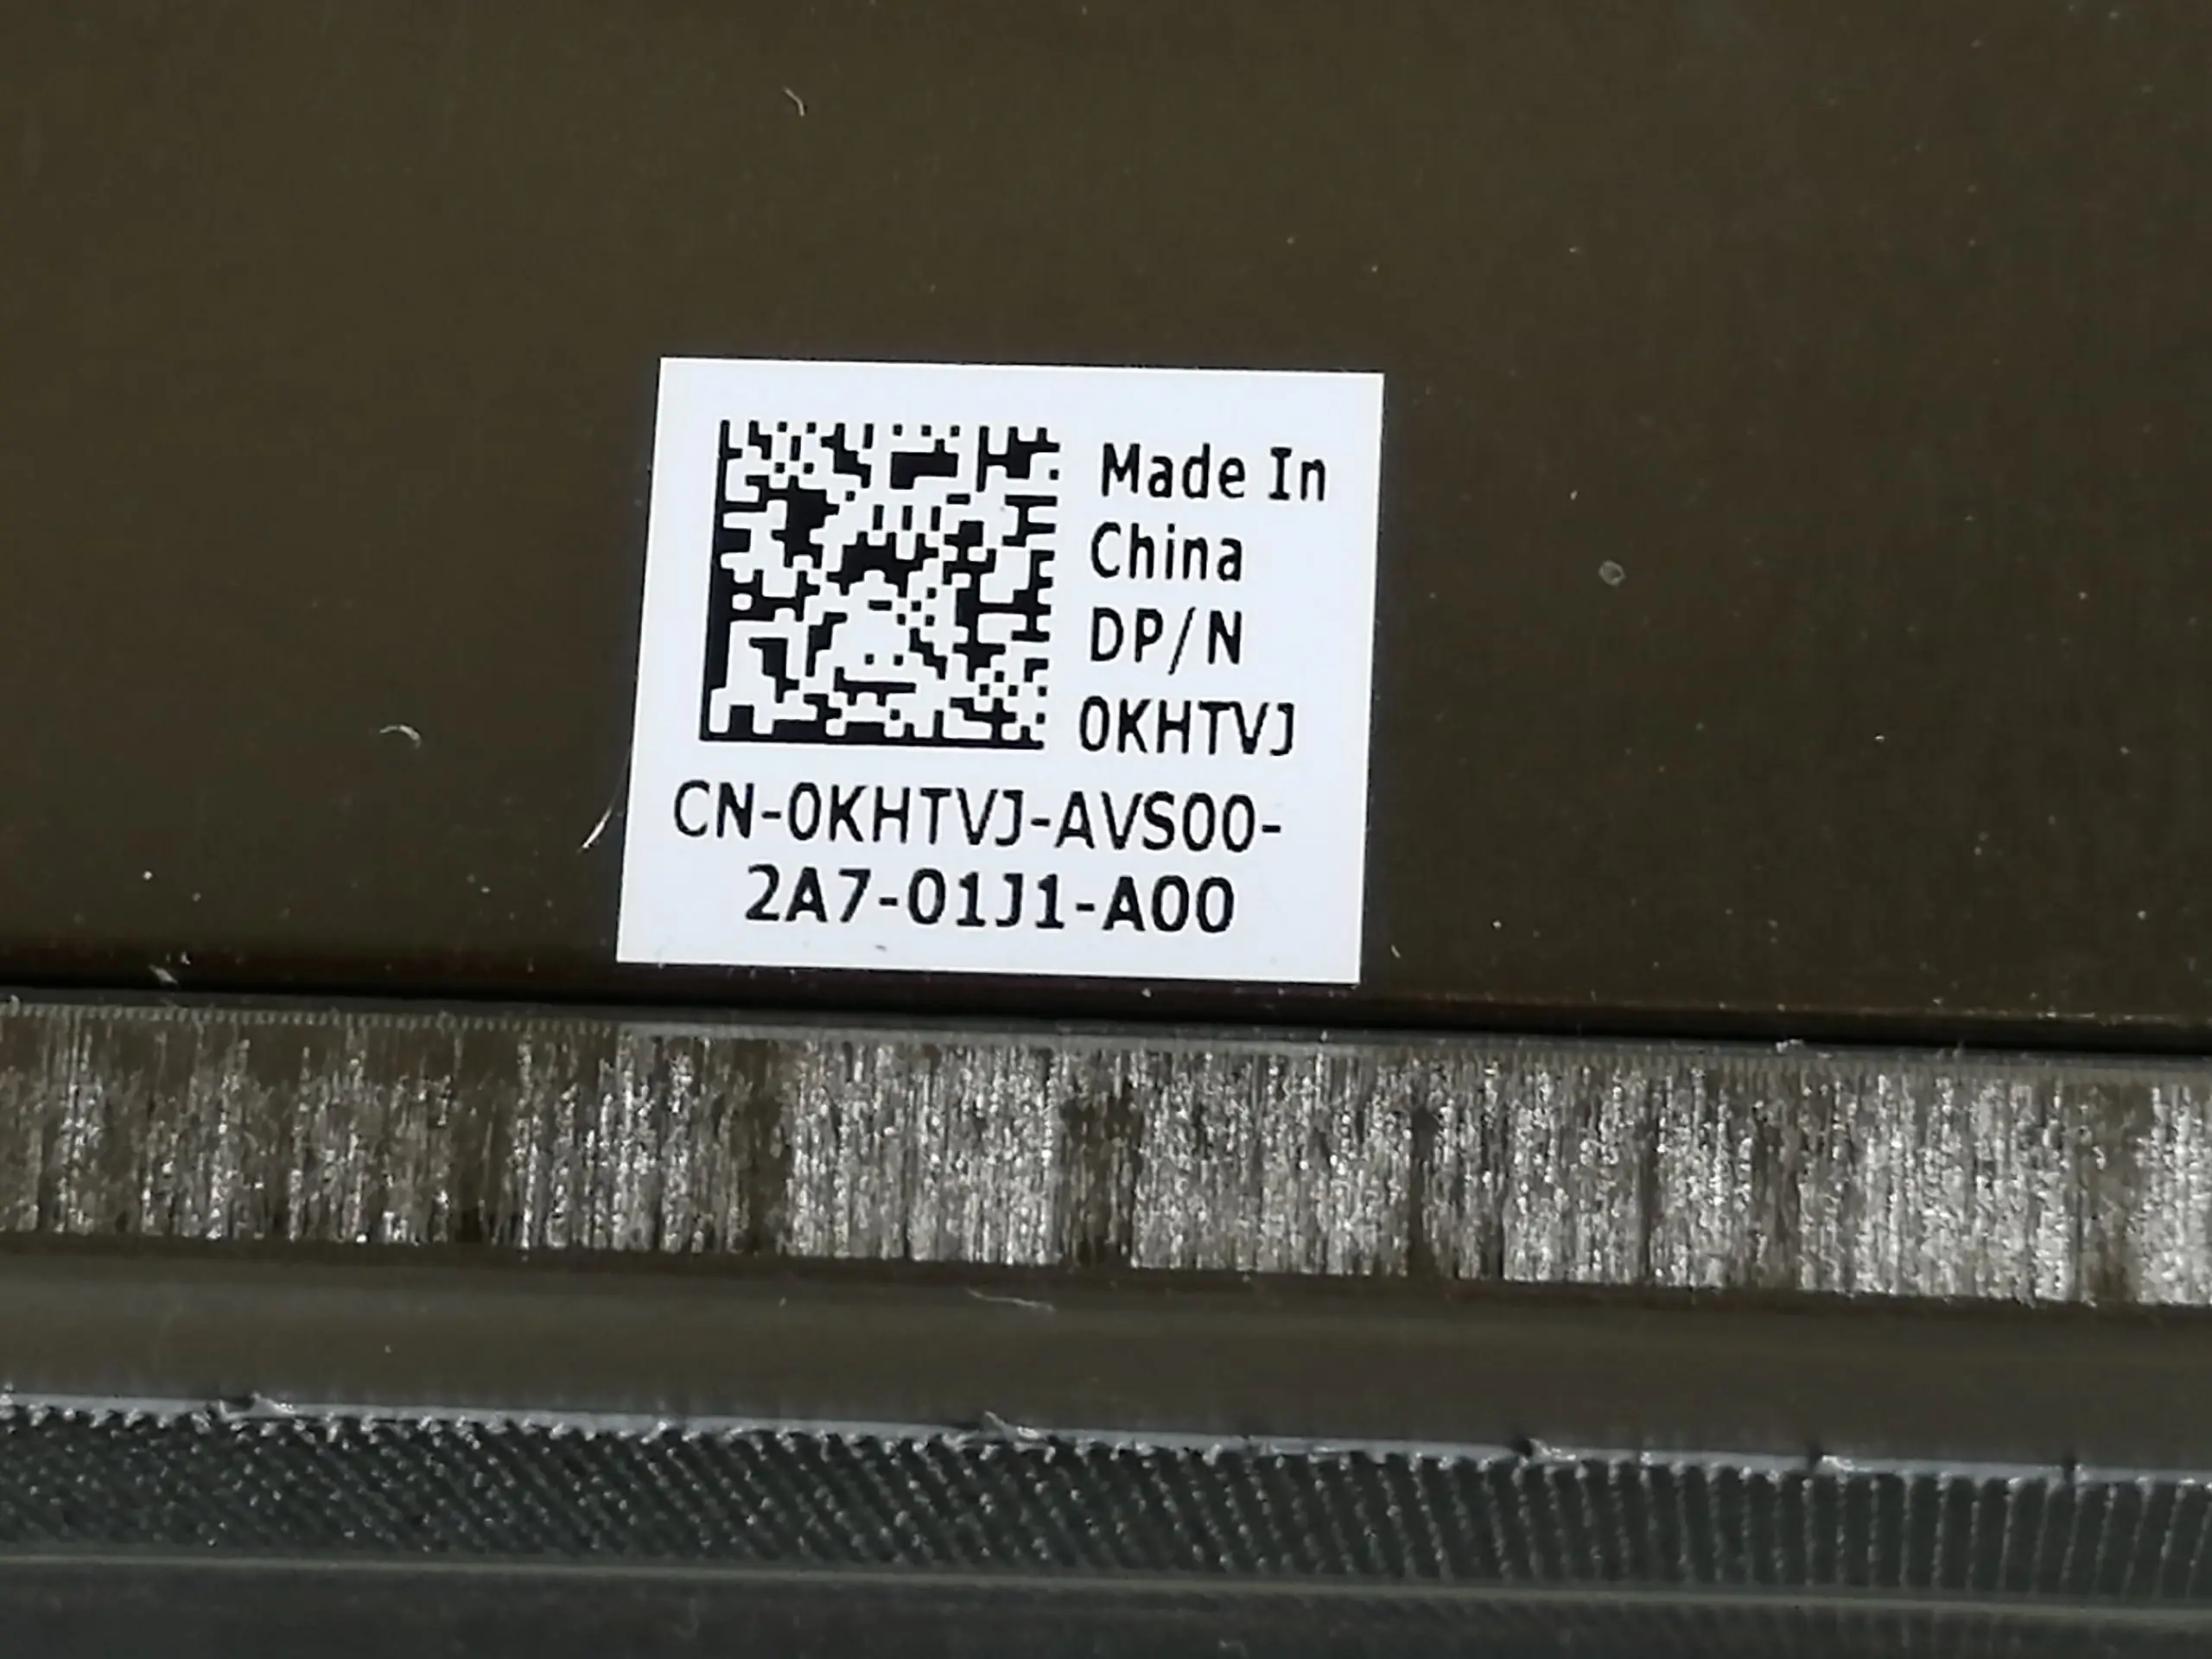 Made In
China
DP/N
0KHTVJ
CN-0KHTVJ-AVS00-
2A7-01J1-A00